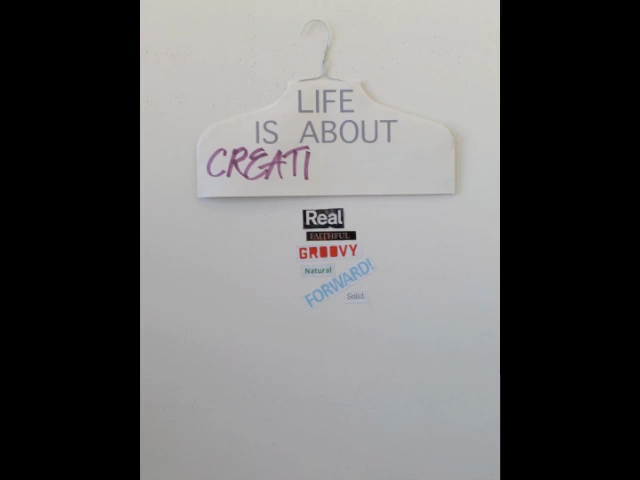 LIFE
IS ABOUT
CREATI
Real
FAITHFUL
GROOVY
Natural
FORWARD!
Solid.